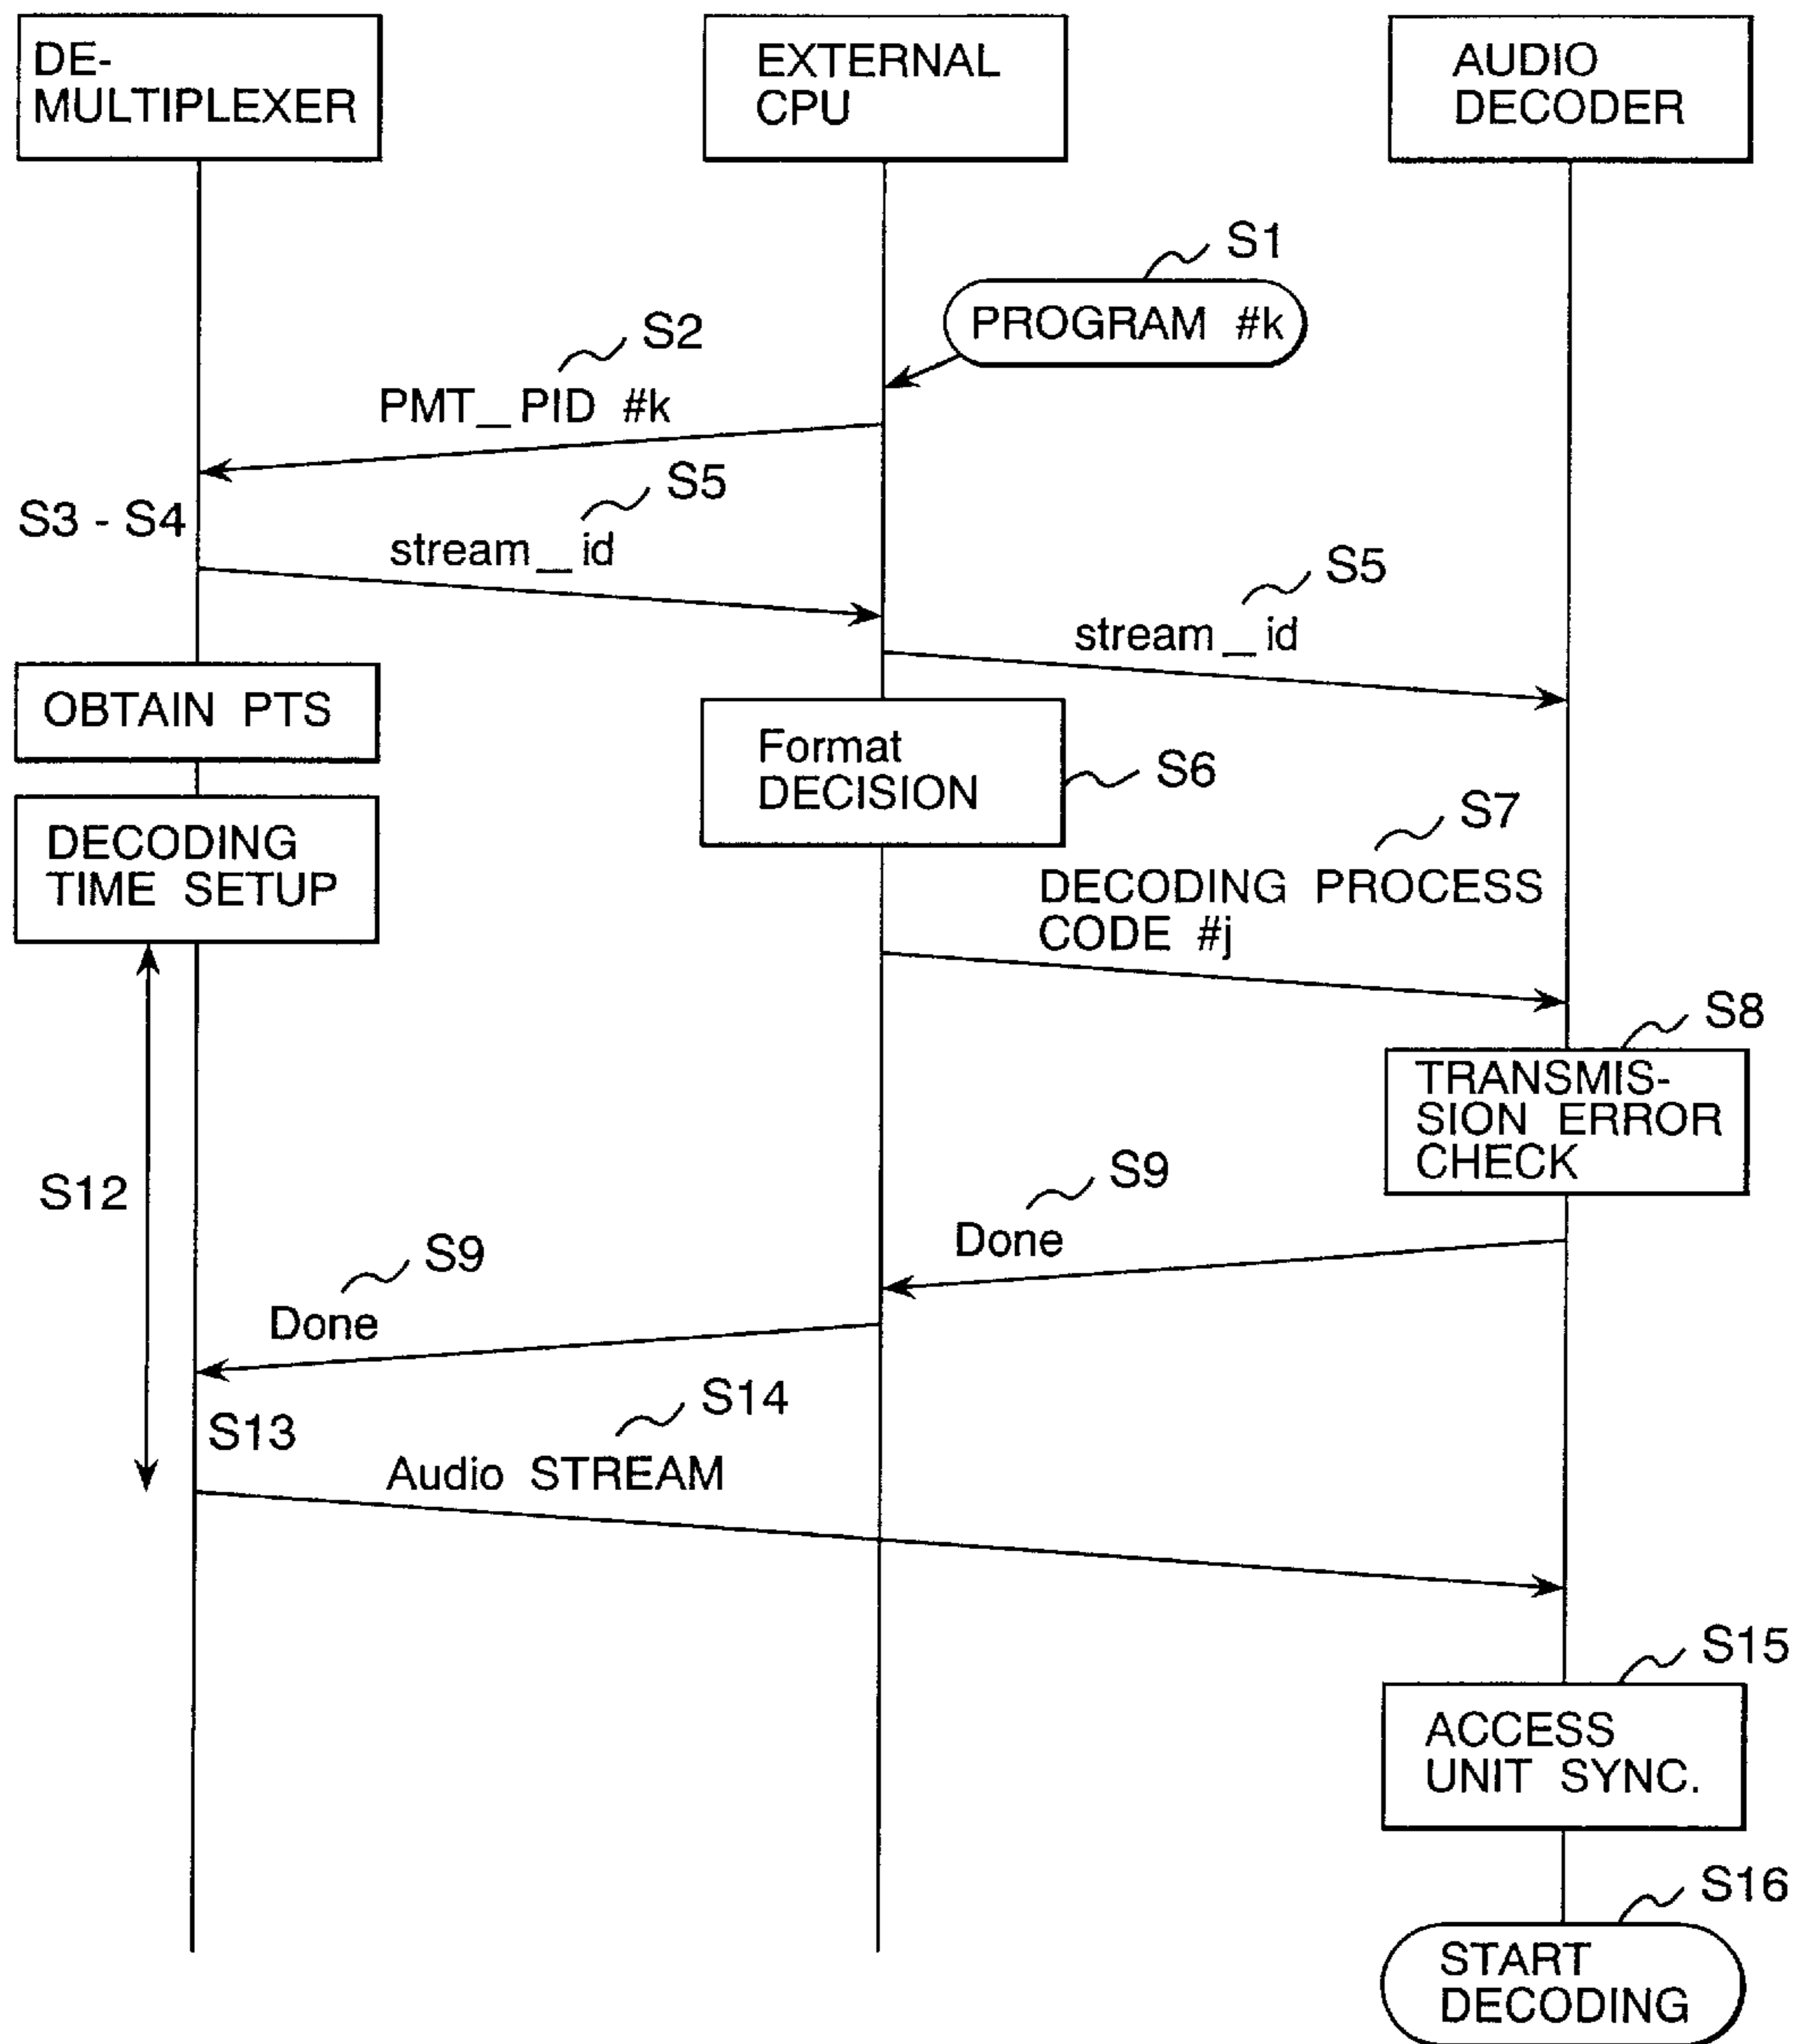 DE-
MULTIPLEXER
EXTERNAL
CPU
AUDIO
DECODER
S1
PROGRAM #k
S2
PMT_PID #k
S5
S3 - S4
stream_id
S5
stream_id
OBTAIN PTS
Format
DECISION
S6
DECODING
TIME SETUP
S7
DECODING PROCESS
CODE #j
S8
TRANSMIS-
SION ERROR
CHECK
S12
S9
Done
S9
Done
S14
S13
Audio STREAM
S15
ACCESS
UNIT SYNC.
S16
START
DECODING